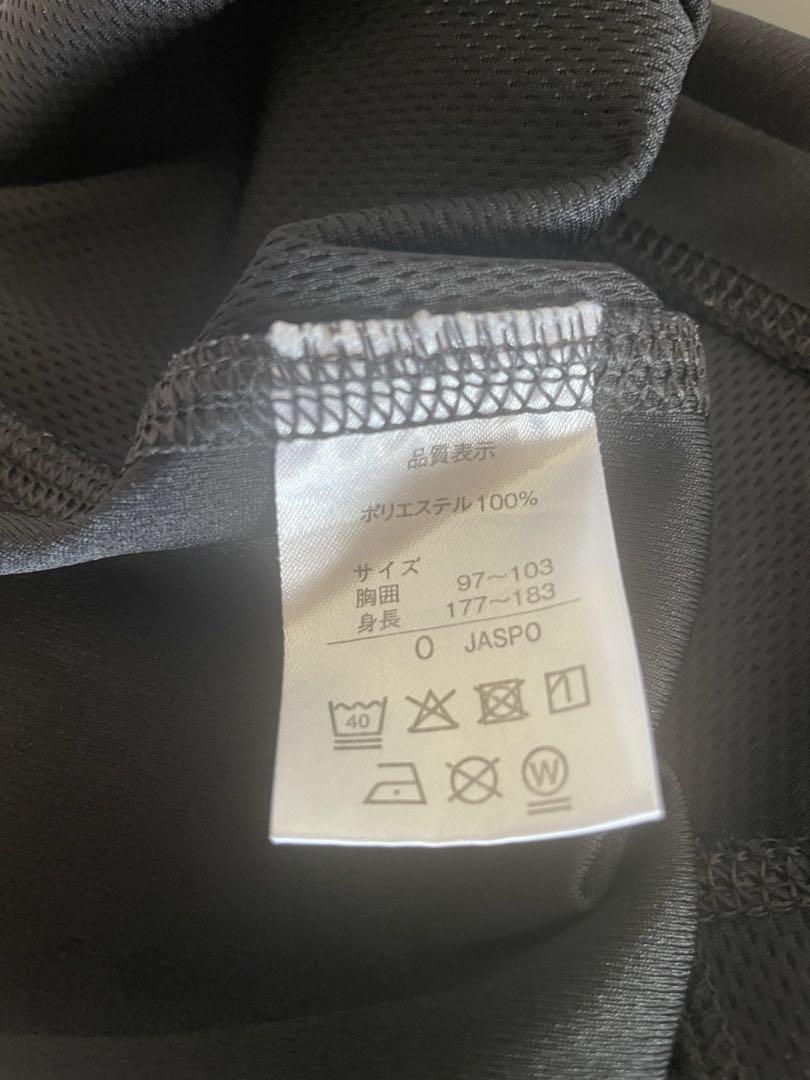 品質表示
ポリエステル100%
サイズ
胸囲 97〜103
身長 177〜183
O JASPO
40
W